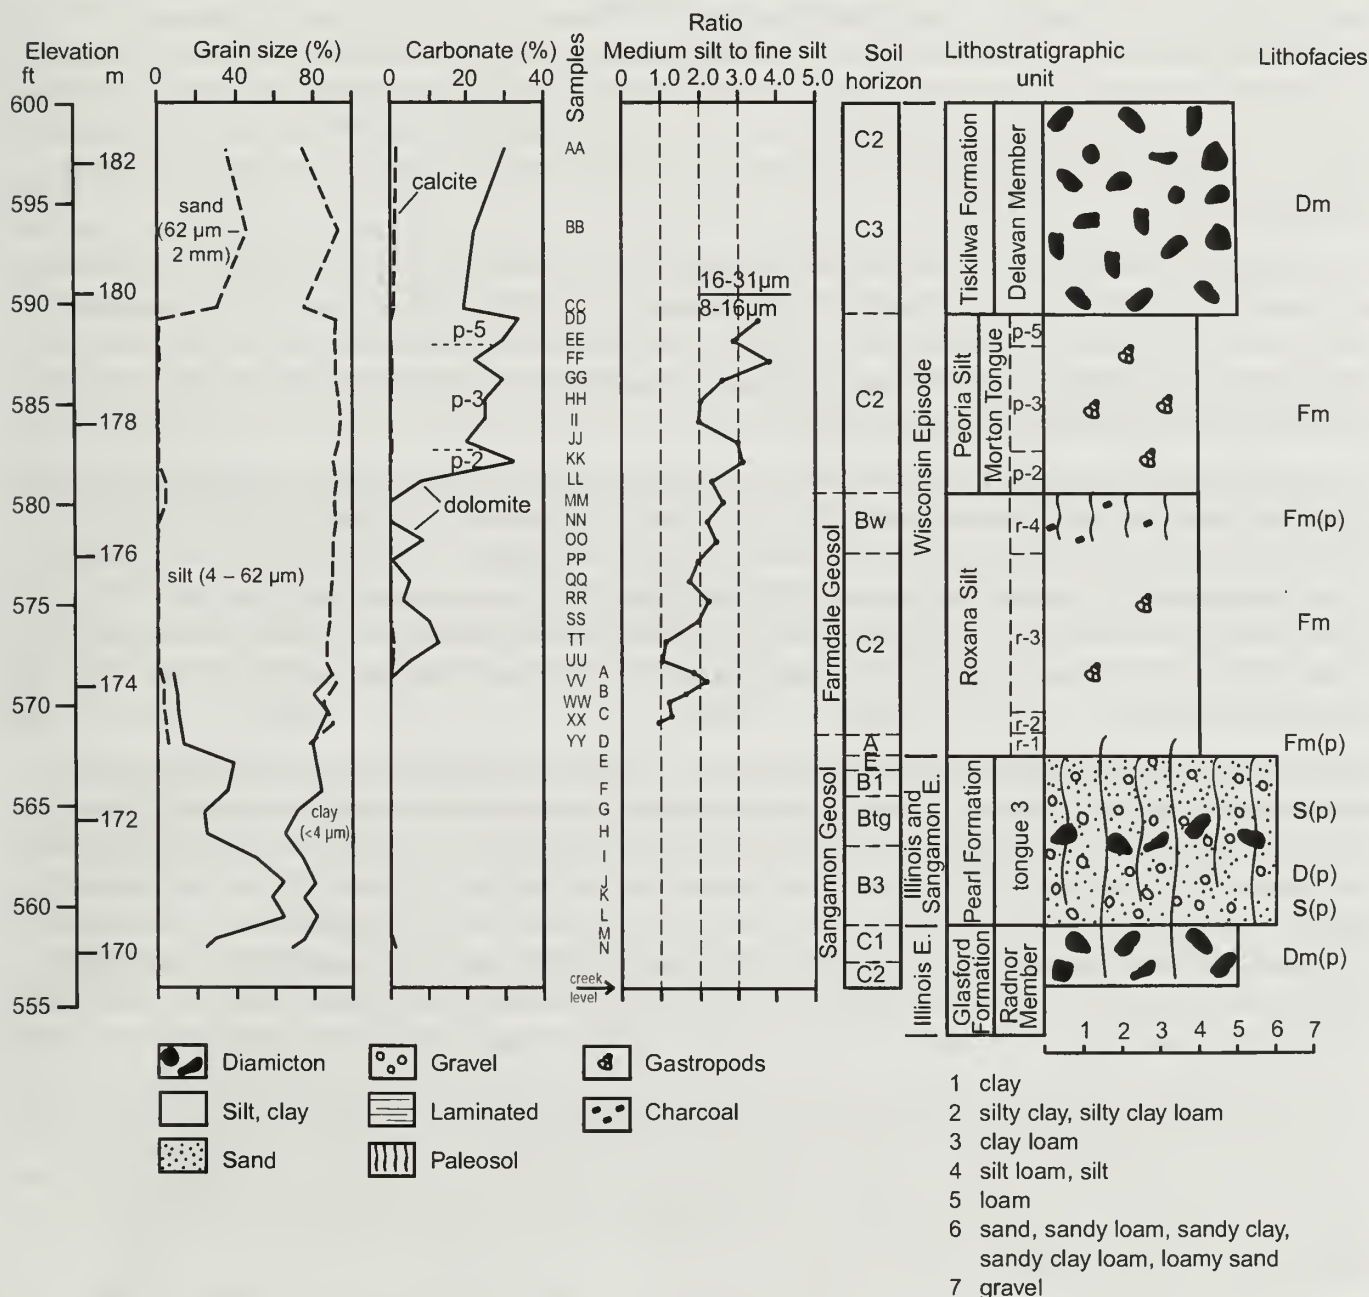 Ratio
Elevation
ft m
Grain size (%)
0 40 80
Carbonate (%)
0 20 40%
Samples
Medium silt to fine silt
0 1.0 2.0 3.0 4.0 5.0
Soil
horizon
Lithostratigraphic
unit
Lithofacies
600
595
590
585
580
575
570
565
560
555
182
180
178
176
174
172
170
sand
(62 µm –
2 mm)
silt (4 – 62 µm)
clay
(<4 µm)
calcite
p-5
p-3
p-2
dolomite
AA
BB
CC
DD
EE
FF
GG
HH
II
JJ
KK
LL
MM
NN
OO
PP
QQ
RR
SS
TT
UU
VV
WW
XX
YY
A
B
C
D
E
F
G
H
I
J
K
L
M
N
creek
level
16-31µm
8-16µm
Farmdale Geosol
Sangamon Geosol
C2
C3
C2
Bw
C2
A
E
B1
Btg
B3
C1
C2
Wisconsin Episode
Illinois and
Sangamon E.
Illinois E.
Tiskilwa Formation
Delavan Member
Peoria Silt
Morton Tongue
p-5
p-3
p-2
Roxana Silt
r-4
r-3
r-2
r-1
Pearl Formation
tongue 3
Glasford
Formation
Radnor
Member
Dm
Fm
Fm(p)
Fm
Fm(p)
S(p)
D(p)
S(p)
Dm(p)
1 2 3 4 5 6 7
Diamicton
Gravel
Gastropods
Silt, clay
Laminated
Charcoal
Sand
Paleosol
1 clay
2 silty clay, silty clay loam
3 clay loam
4 silt loam, silt
5 loam
6 sand, sandy loam, sandy clay,
sandy clay loam, loamy sand
7 gravel